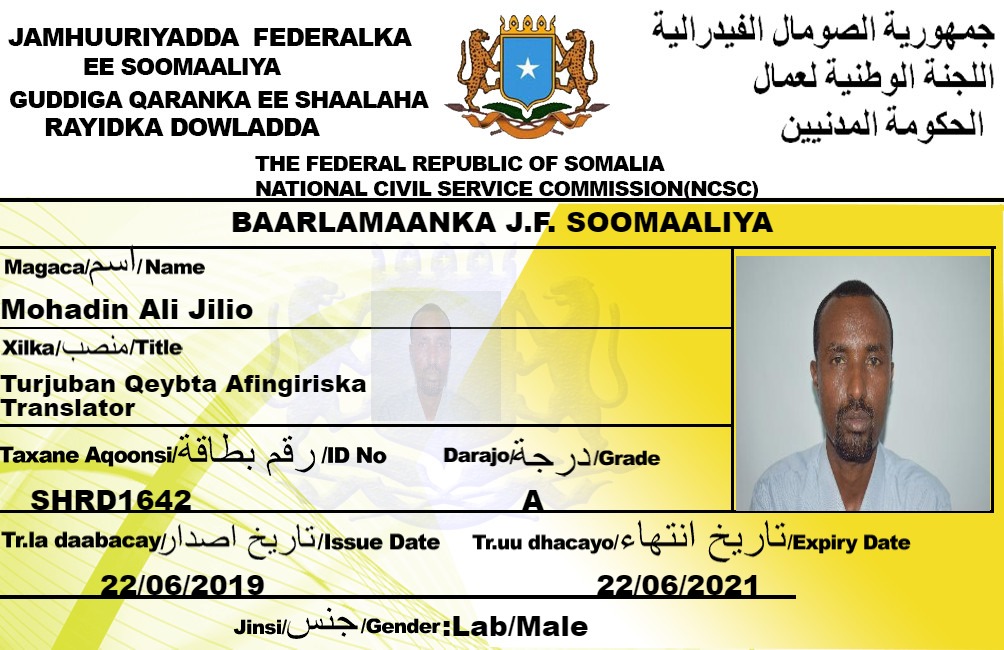 JAMHUURIYADDA FEDERALKA
EE SOOMAALIYA
GUDDIGA QARANKA EE SHAALAHA
RAYIDKA DOWLADDA
جمهورية الصومال الفيدرالية
اللجنة الوطنية لعمال
الحكومة المدنيين
THE FEDERAL REPUBLIC OF SOMALIA
NATIONAL CIVIL SERVICE COMMISSION(NCSC)
BAARLAMAANKA J.F. SOOMAALIYA
Magaca/اسم/Name
Mohadin Ali Jilio
Xilka/منصب/Title
Turjuban Qeybta Afingiriska
Translator
Taxane Aqoonsi/رقم بطاقة/ID No Darajo/درجة/Grade
SHRD1642 A
Tr.la daabacay/تاريخ اصدار/Issue Date Tr.uu dhacayo/تاريخ انتهاء/Expiry Date
22/06/2019 22/06/2021
Jinsi/جنس/Gender:Lab/Male